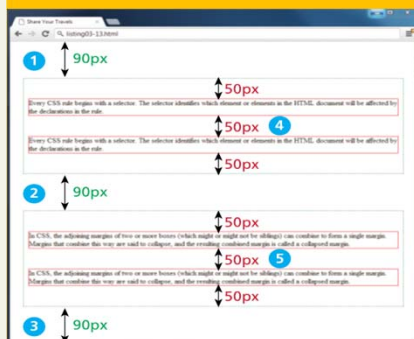 Share Your Travels
listing03-13.html
1 90px
50px
Every CSS rule begins with a selector. The selector identifies which element or elements in the HTML document will be affected by
the declarations in the rule.
50px 4
Every CSS rule begins with a selector. The selector identifies which element or elements in the HTML document will be affected by
the declarations in the rule.
50px
2 90px
50px
In CSS, the adjoining margins of two or more boxes (which might or might not be siblings) can combine to form a single margin.
Margins that combine this way are said to collapse, and the resulting combined margin is called a collapsed margin.
50px 5
In CSS, the adjoining margins of two or more boxes (which might or might not be siblings) can combine to form a single margin.
Margins that combine this way are said to collapse, and the resulting combined margin is called a collapsed margin.
50px
3 90px